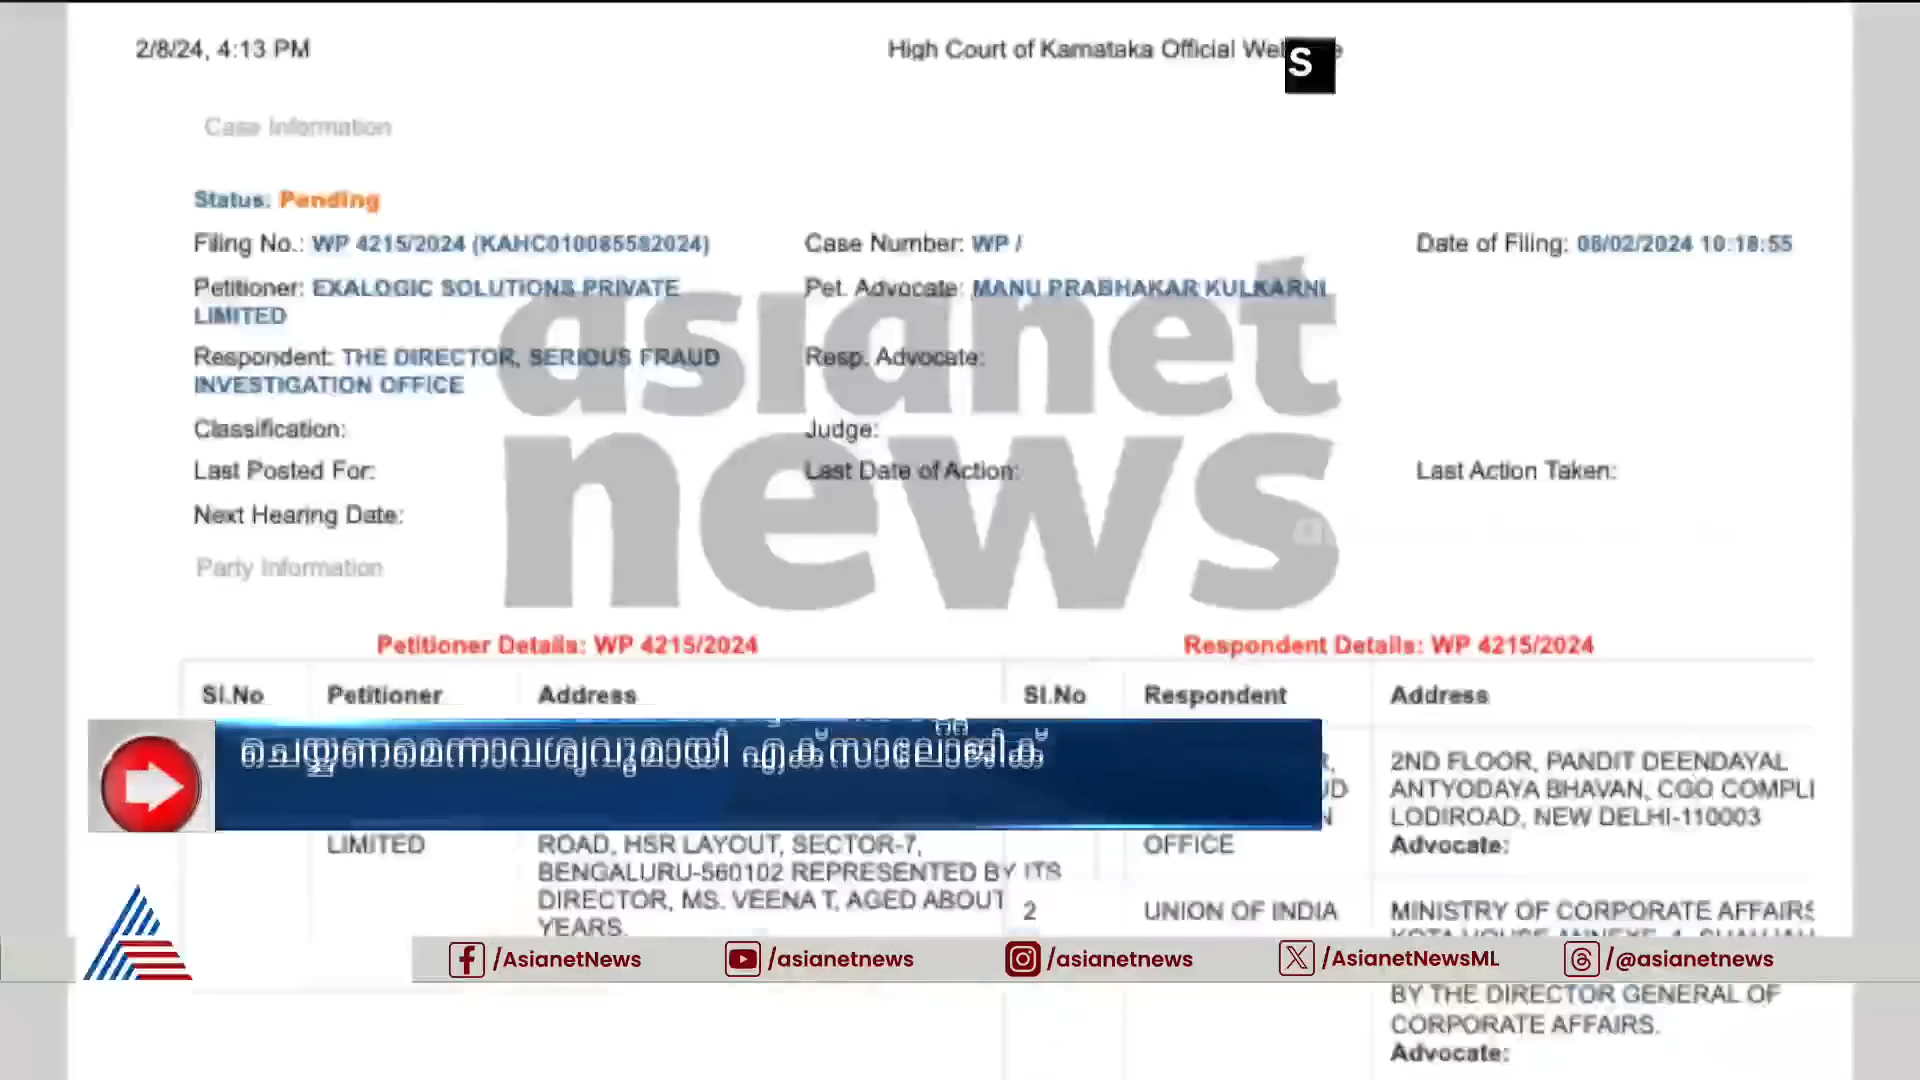 2/8/24, 4:13 PM
High Court of Karnataka Official
S
Case Information
Status: Pending
Filing No.: WP 4215/2024 (KAHC010085582024)
Case Number: WP /
Date of Filing: 08/02/2024 10:18:55
Petitioner: EXALOGIC SOLUTIONS PRIVATE
LIMITED
Pet. Advocate: MANU PRABHAKAR KULKARNI
Respondent: THE DIRECTOR, SERIOUS FRAUD
INVESTIGATION OFFICE
Resp. Advocate:
Classification:
Judge:
Last Posted For:
Last Date of Action:
Last Action Taken:
Next Hearing Date:
asianet
news
Party Information
Petitioner Details: WP 4215/2024
Respondent Details: WP 4215/2024
Sl.No Petitioner Address
Sl.No Respondent Address
ചെയ്യണമെന്നാവശ്യവുമായി എക്സാലോജിക്
LIMITED
ROAD, HSR LAYOUT, SECTOR-7,
BENGALURU-560102 REPRESENTED BY ITS
DIRECTOR, MS. VEENA T, AGED ABOUT
YEARS.
OFFICE
2ND FLOOR, PANDIT DEENDAYAL
ANTYODAYA BHAVAN, CGO COMPL
LODIROAD, NEW DELHI-110003
Advocate:
2 UNION OF INDIA
MINISTRY OF CORPORATE AFFAIRS
/AsianetNews
/asianetnews
/asianetnews
/AsianetNewsML
/@asianetnews
BY THE DIRECTOR GENERAL OF
CORPORATE AFFAIRS.
Advocate: